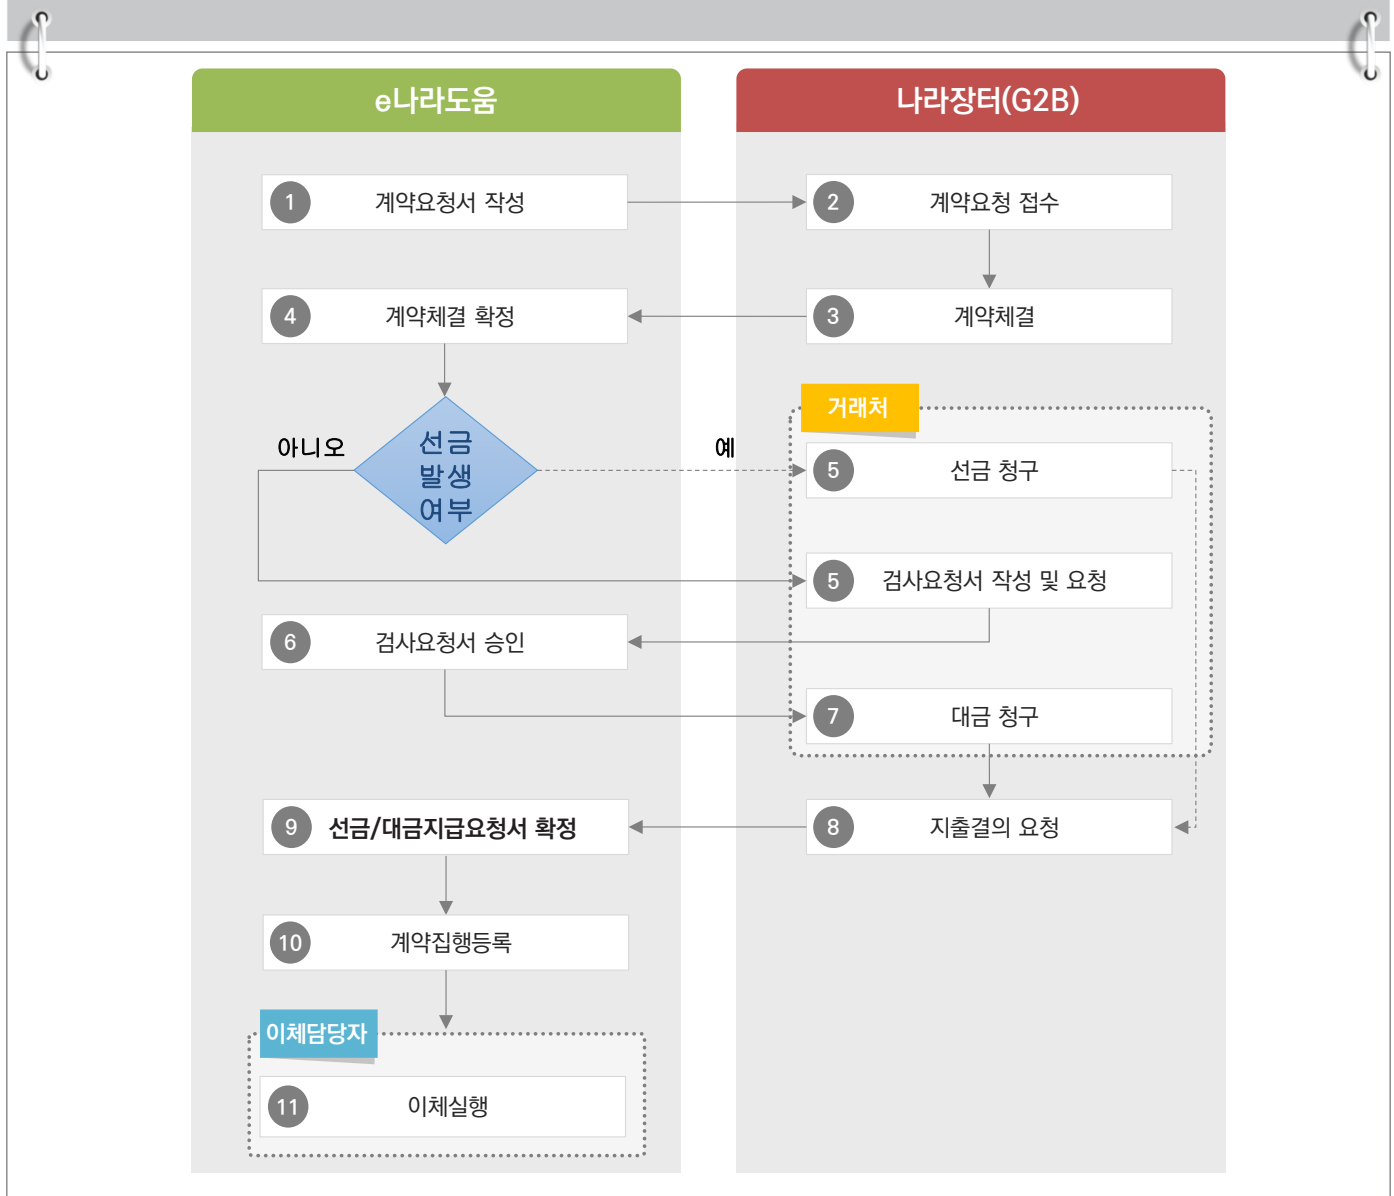 e나라도움
나라장터(G2B)
1 계약요청서 작성
2 계약요청 접수
4 계약체결 확정
3 계약체결
거래처
아니오
선금
발생
여부
예
5 선금 청구
5 검사요청서 작성 및 요청
6 검사요청서 승인
7 대금 청구
9 선금/대금지급요청서 확정
8 지출결의 요청
10 계약집행등록
이체담당자
11 이체실행